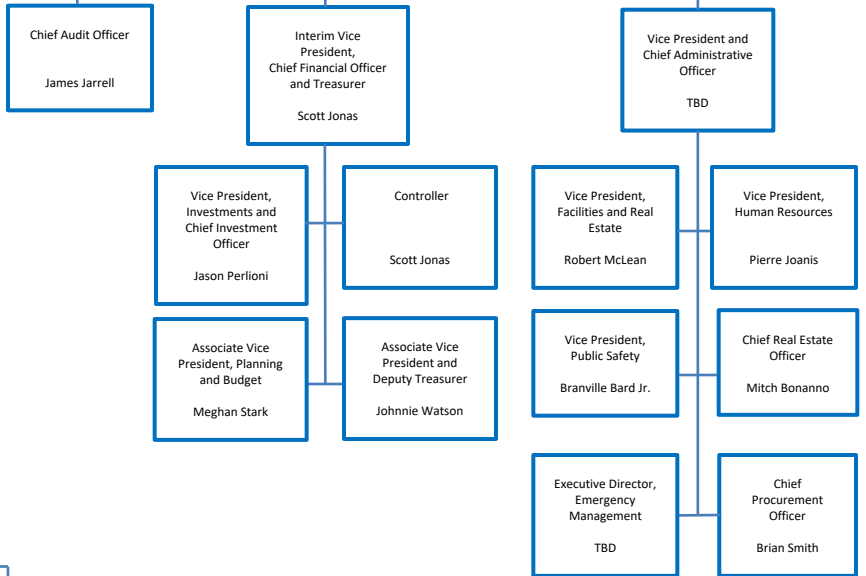 Chief Audit Officer
James Jarrell
Interim Vice
President,
Chief Financial Officer
and Treasurer
Scott Jonas
Vice President and
Chief Administrative
Officer
TBD
Vice President,
Investments and
Chief Investment
Officer
Jason Perlioni
Controller
Scott Jonas
Vice President,
Facilities and Real
Estate
Robert McLean
Vice President,
Human Resources
Pierre Joanis
Associate Vice
President, Planning
and Budget
Meghan Stark
Associate Vice
President and
Deputy Treasurer
Johnnie Watson
Vice President,
Public Safety
Branville Bard Jr.
Chief Real Estate
Officer
Mitch Bonanno
Executive Director,
Emergency
Management
TBD
Chief
Procurement
Officer
Brian Smith